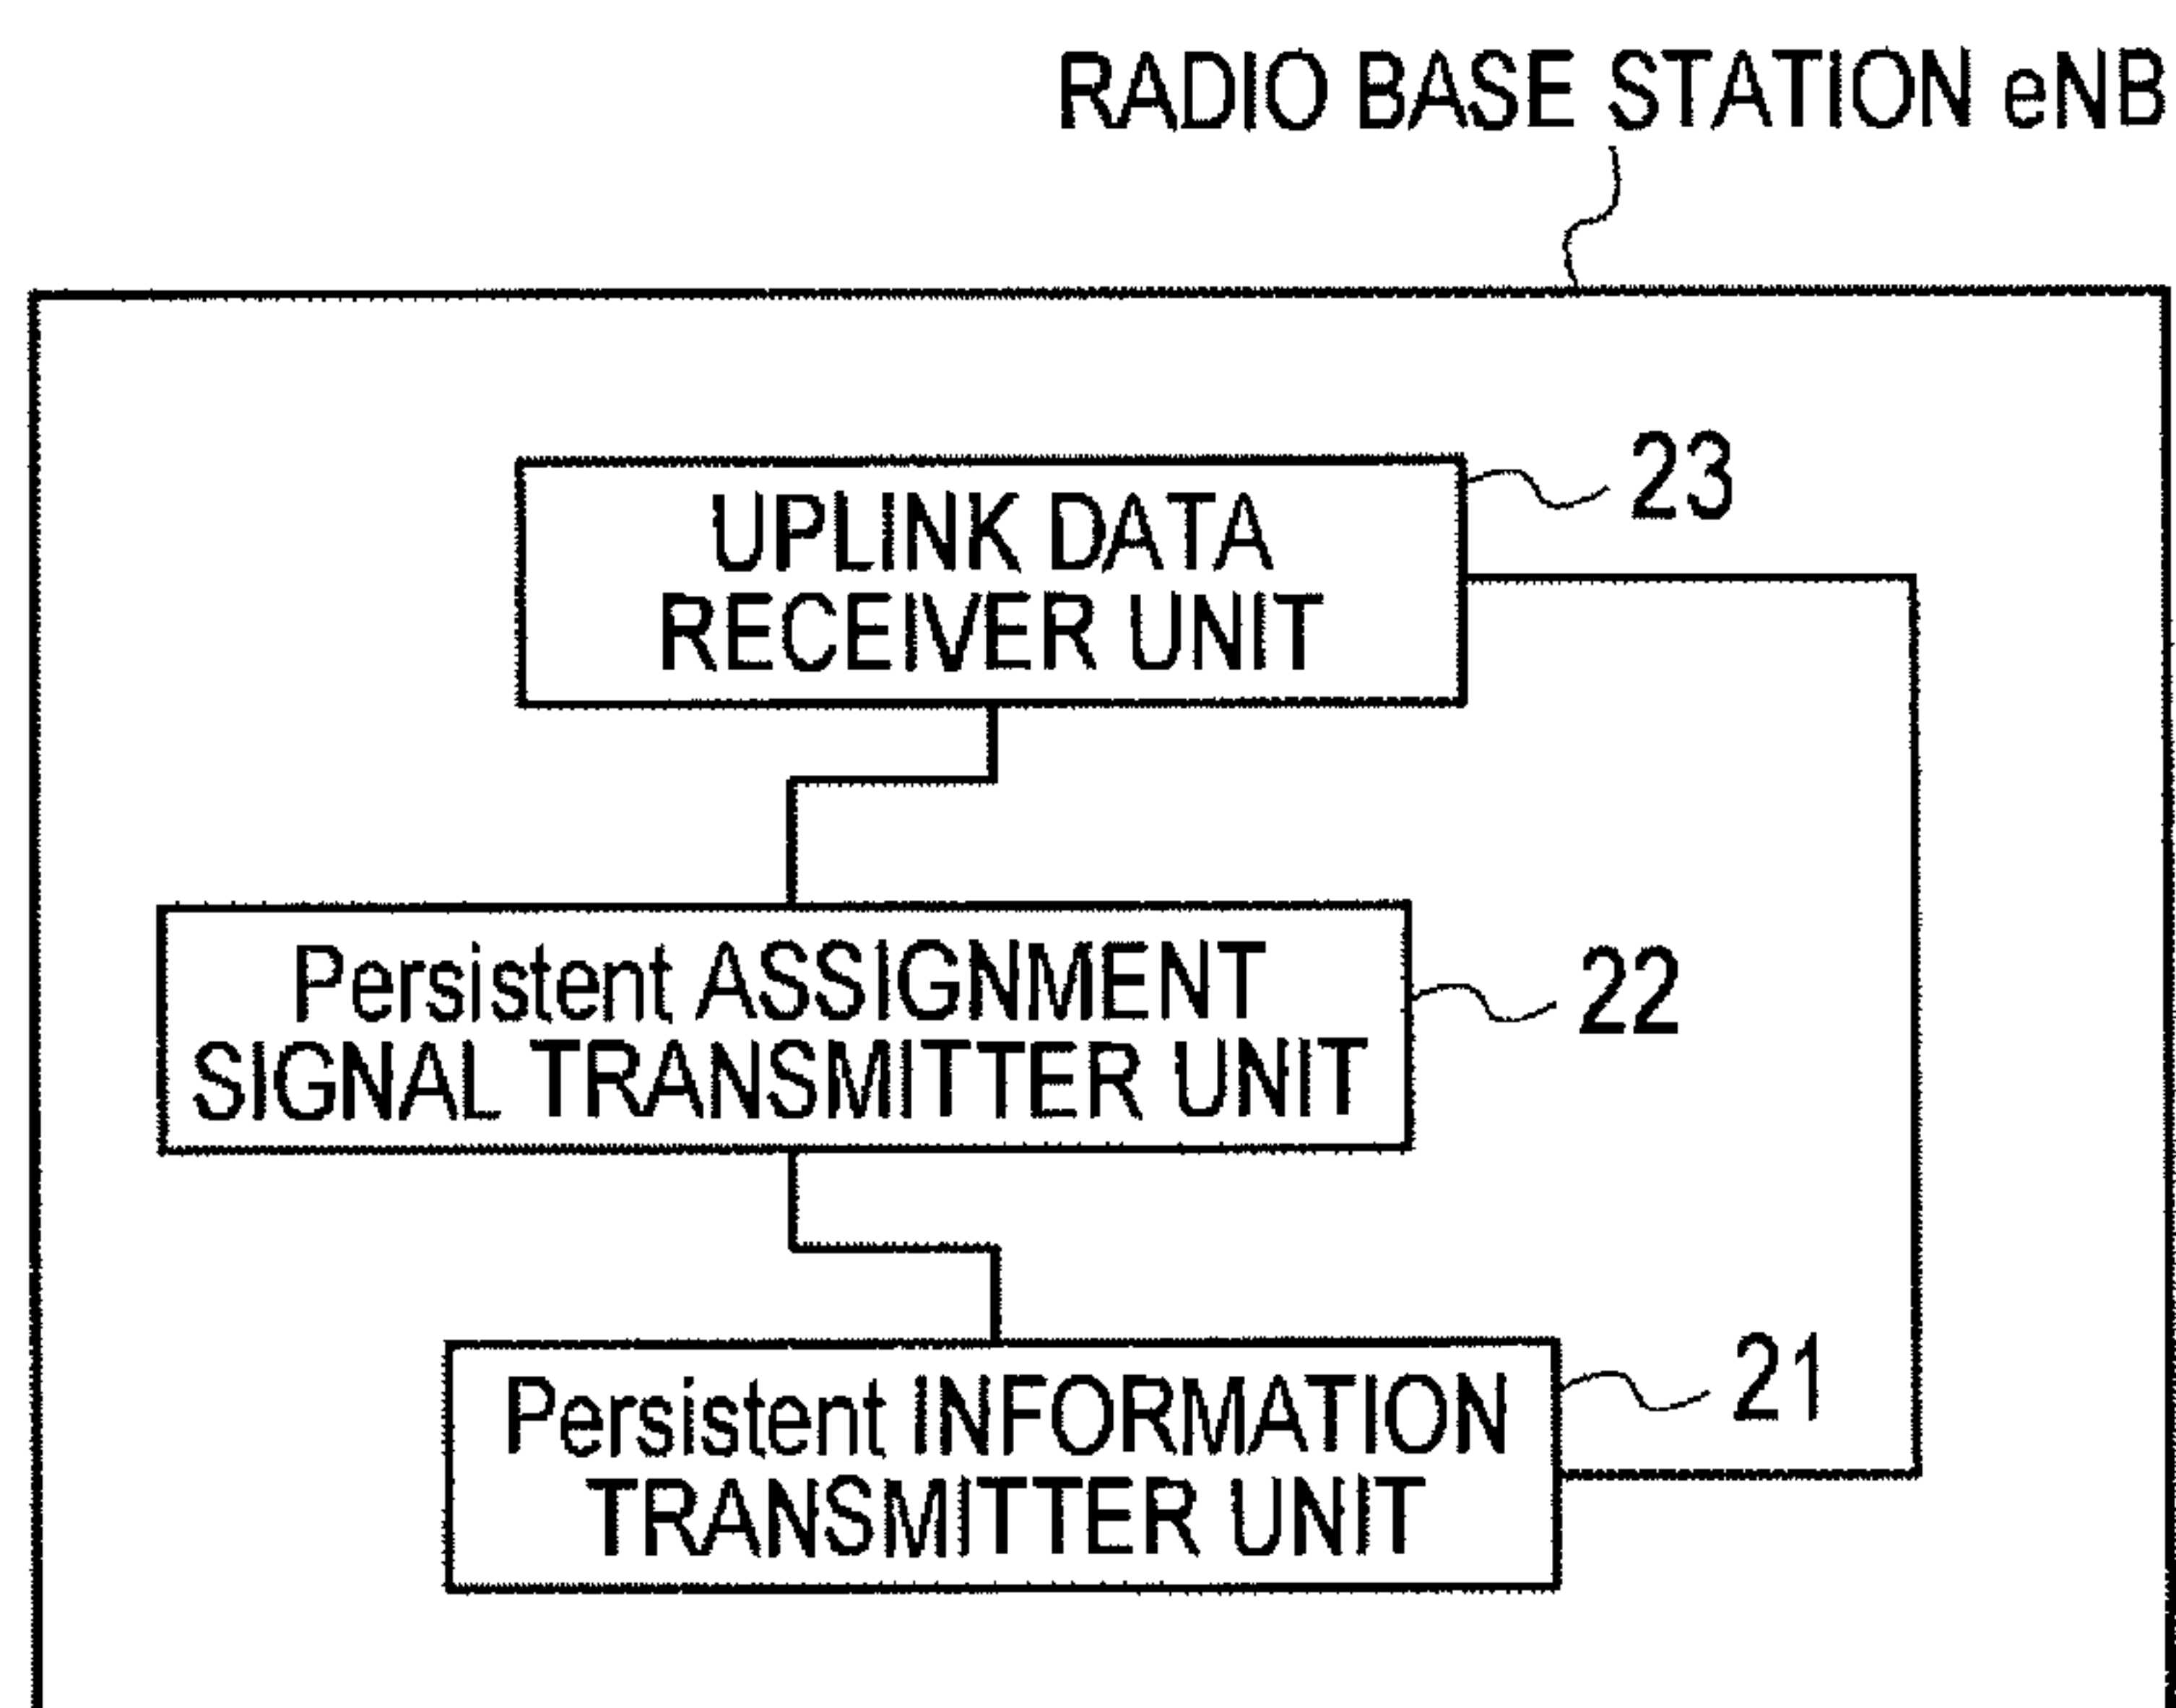 RADIO BASE STATION eNB
23
UPLINK DATA
RECEIVER UNIT
Persistent ASSIGNMENT
SIGNAL TRANSMITTER UNIT
22
Persistent INFORMATION
TRANSMITTER UNIT
21